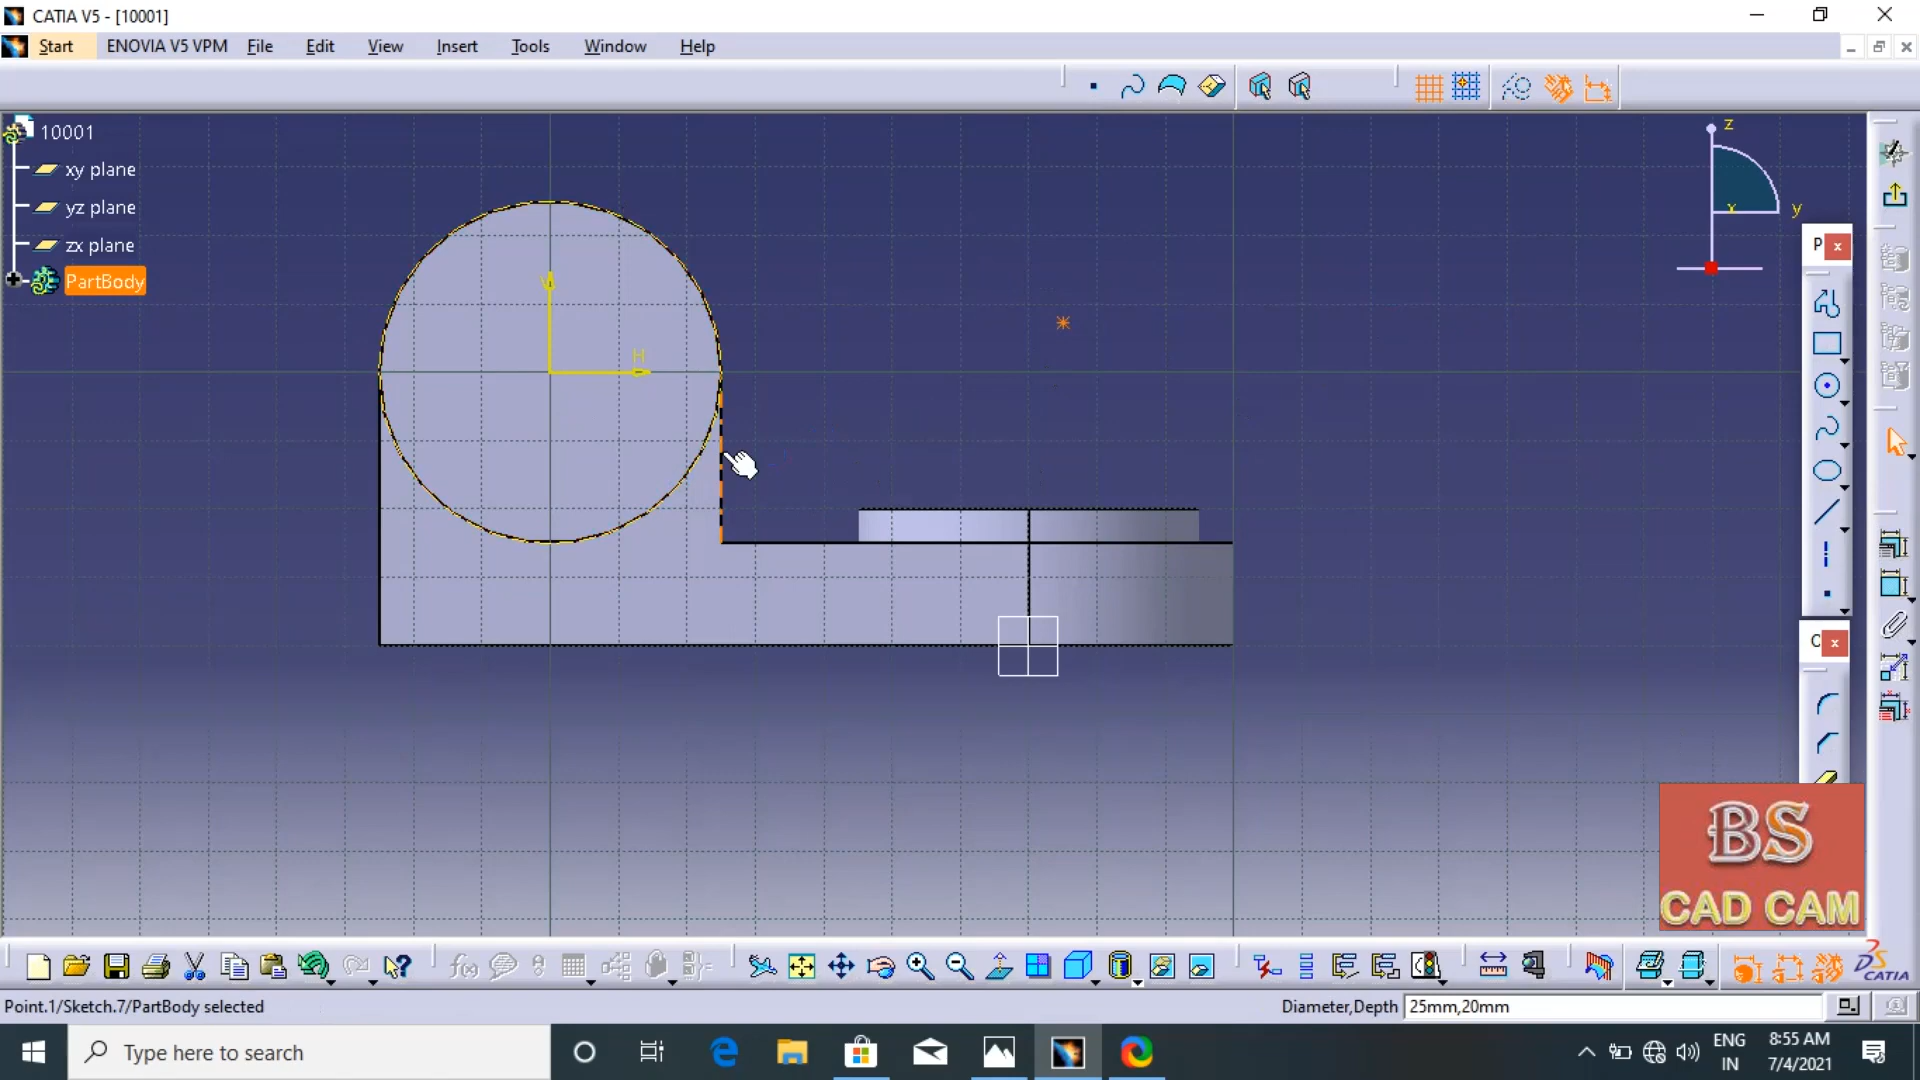 CATIA V5 - [10001]
Start ENOVIA V5 VPM File Edit View Insert Tools Window Help
10001
xy plane
yz plane
zx plane
PartBody
V
H
z
x
y
P
O
BS
CAD CAM
f(x)
DS
CATIA
Point.1/Sketch.7/PartBody selected
Diameter,Depth 25mm,20mm
Type here to search
ENG
IN
8:55 AM
7/4/2021